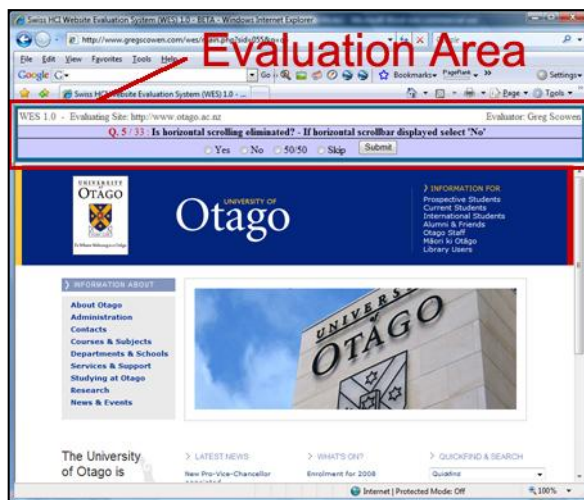 Swiss HCI Website Evaluation System (WES) 1.0 - BETA - Windows Internet Explorer
Evaluation Area
File Edit View Favorites Tools Help
Google Go Bookmarks PageRank Settings
Swiss HCI Website Evaluation System (WES) 1.0 - ... Page Tools
WES 1.0 - Evaluating Site: http://www.otago.ac.nz Evaluator: Greg Scowen
Q. 5 / 33 : Is horizontal scrolling eliminated? - If horizontal scrollbar displayed select 'No'
Yes No 50/50 Skip Submit
UNIVERSITY OF
OTAGO
UNIVERSITY OF
Otago
INFORMATION FOR
Prospective Students
Current Students
International Students
Alumni & Friends
Otago Staff
Māori ki Otāgo
Library Users
INFORMATION ABOUT
About Otago
Administration
Contacts
Courses & Subjects
Departments & Schools
Services & Support
Studying at Otago
Research
News & Events
UNIVERSITY
of
OTAGO
The University
of Otago is
LATEST NEWS
New Pro-Vice-Chancellor
WHAT'S ON?
Enrolment for 2008
QUICKFIND & SEARCH
Quickfind
Internet | Protected Mode: Off 100%